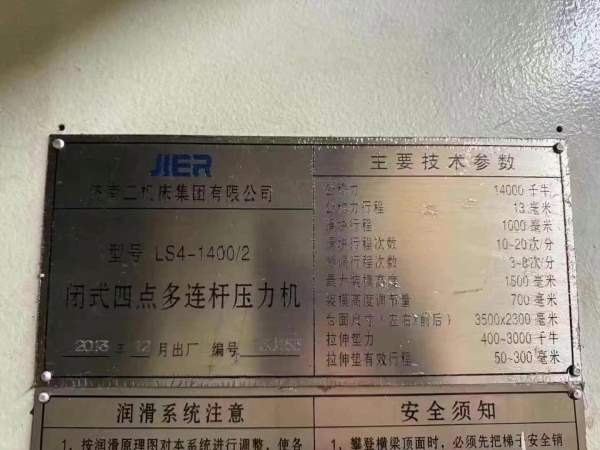 JIER
济南二机床集团有限公司
型号 LS4-1400/2
闭式四点多连杆压力机
2013 年 12 月出厂 编号
主要技术参数
公称力 14000 千牛
公称力行程 13 毫米
滑块行程 1000 毫米
滑块行程次数 10-20次/分
行程次数 3-8次/分
最大装模高度 1500 毫米
装模高度调节量 700 毫米
台面尺寸(左右*前后) 3500x2300 毫米
拉伸垫力 400-3000 千牛
拉伸垫有效行程 50-300 毫米
润滑系统注意
1、按润滑原理图对本系统进行调整，使各
安全须知
1、攀登横梁顶面时，必须先把梯子安全销